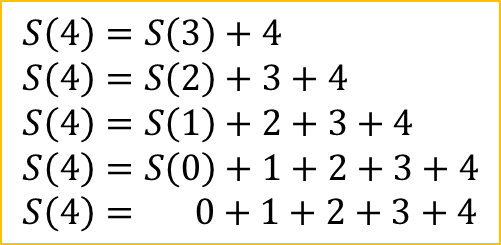 S(4) = S(3) + 4
S(4) = S(2) + 3 + 4
S(4) = S(1) + 2 + 3 + 4
S(4) = S(0) + 1 + 2 + 3 + 4
S(4) = 0 + 1 + 2 + 3 + 4